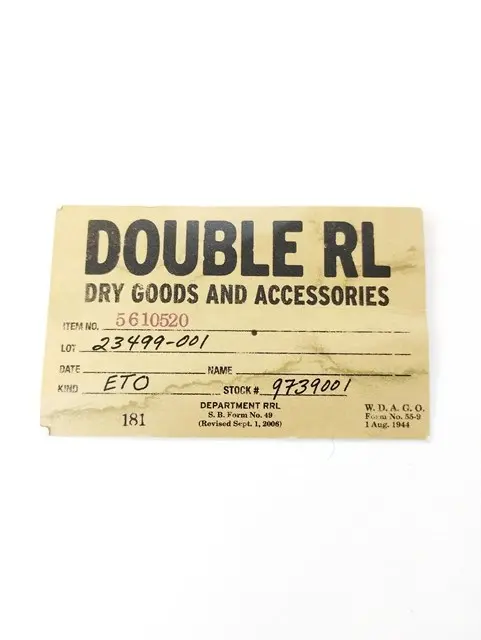 DOUBLE RL
DRY GOODS AND ACCESSORIES
ITEM NO. 5610520
LOT 23499-001
DATE NAME
KIND ETO STOCK # 9739001
181
DEPARTMENT RRL
S. B. Form No. 49
(Revised Sept. 1, 2006)
W. D. A. G. O.
Form No. 55-9
1 Aug. 1944